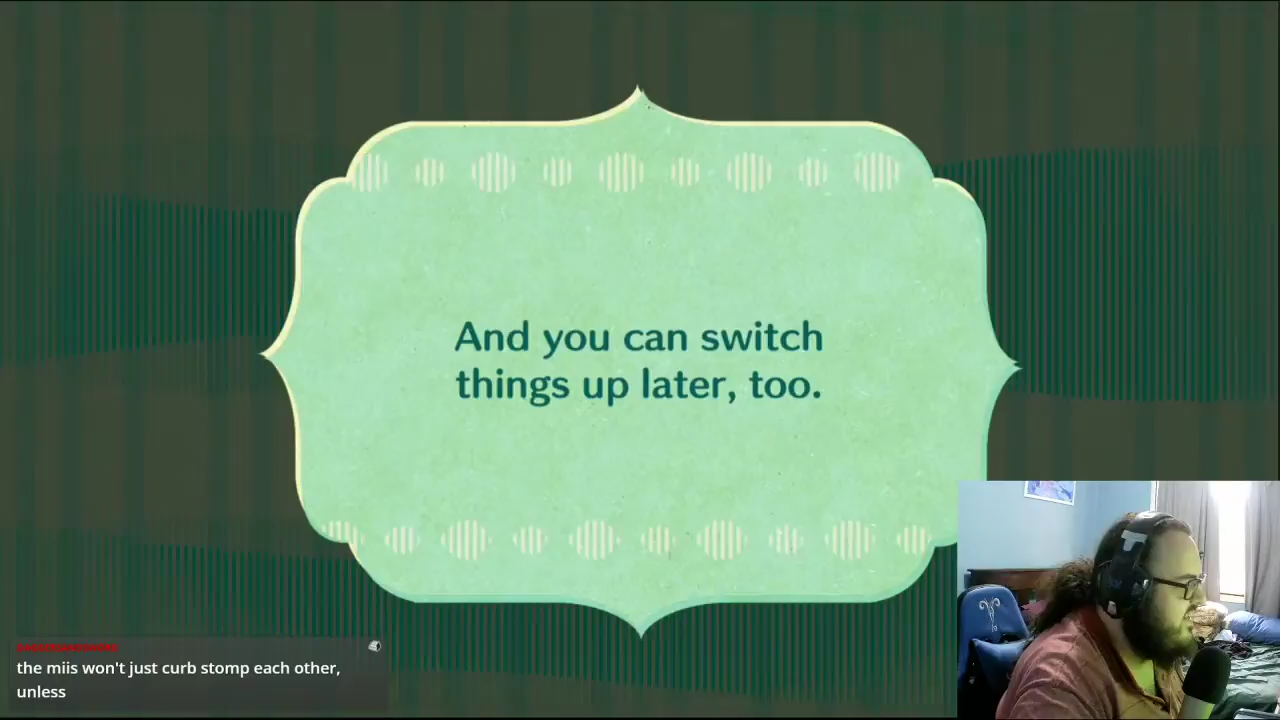 And you can switch
things up later, too.
the miis won't just curb stomp each other,
unless